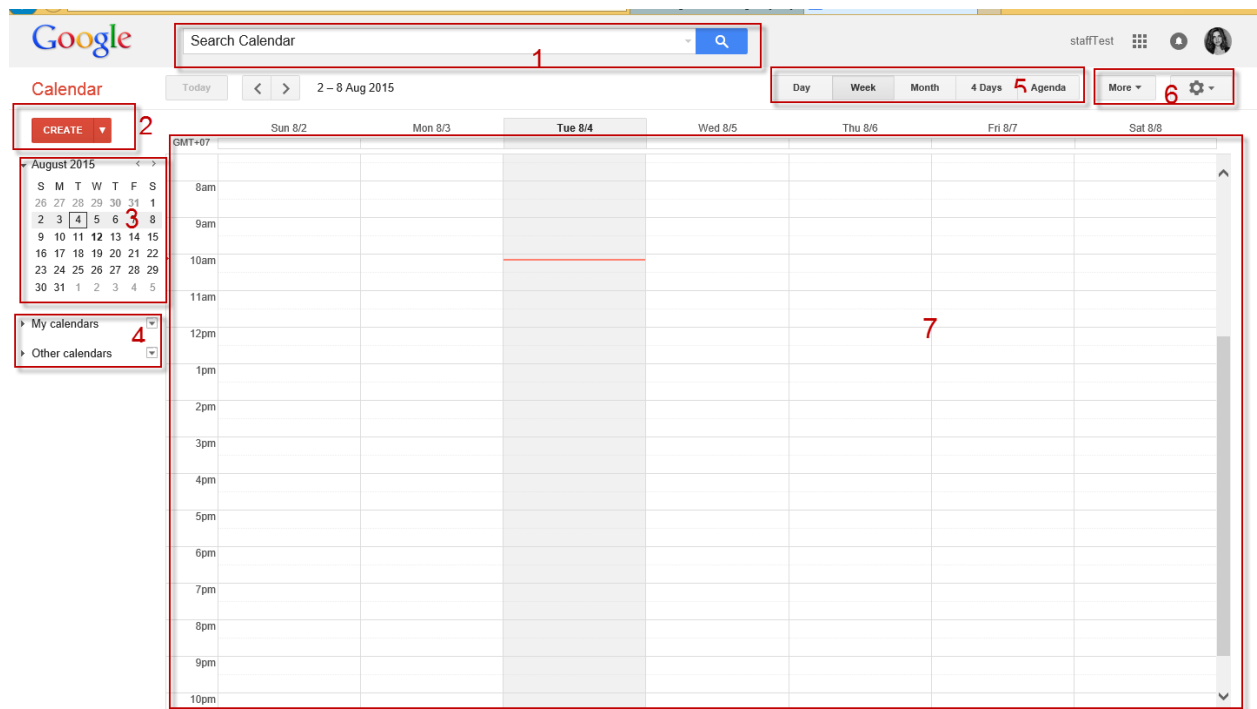 Google
Search Calendar
1
staffTest
Calendar
Today
2 – 8 Aug 2015
Day Week Month 4 Days Agenda
5
More
6
CREATE
2
Sun 8/2 Mon 8/3 Tue 8/4 Wed 8/5 Thu 8/6 Fri 8/7 Sat 8/8
GMT+07
August 2015
S M T W T F S
26 27 28 29 30 31 1
2 3 4 5 6 7 8
3
9 10 11 12 13 14 15
16 17 18 19 20 21 22
23 24 25 26 27 28 29
30 31 1 2 3 4 5
My calendars
4
Other calendars
8am
9am
10am
11am
12pm
7
1pm
2pm
3pm
4pm
5pm
6pm
7pm
8pm
9pm
10pm